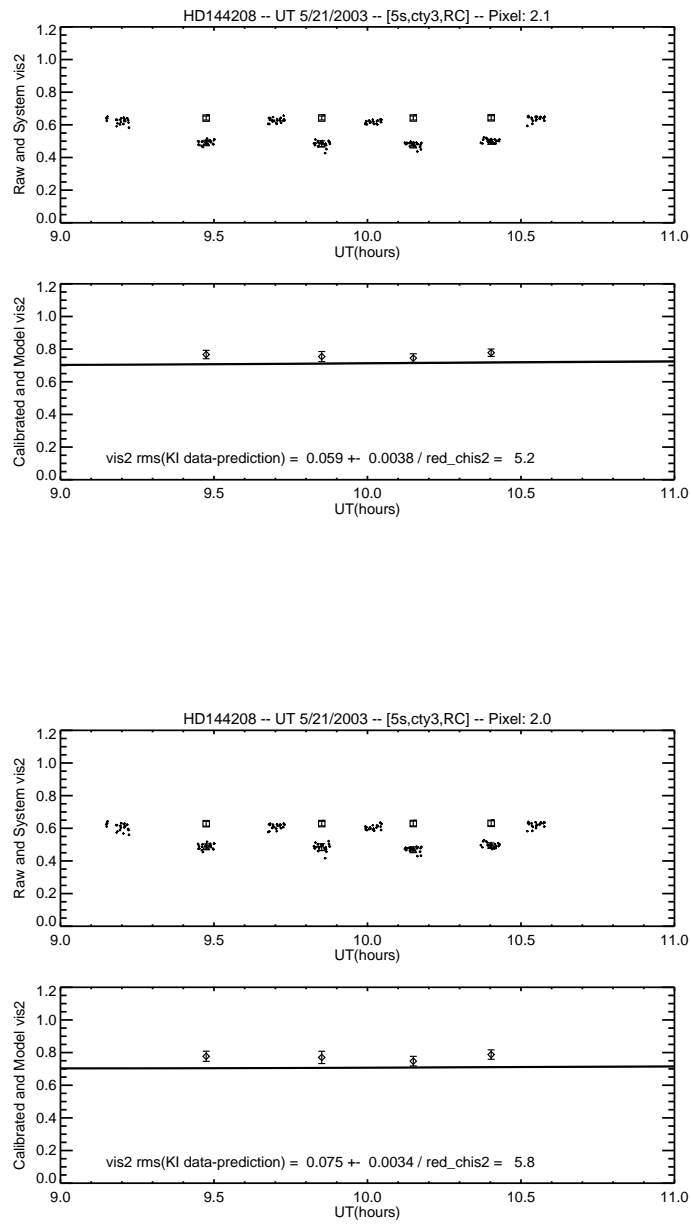 HD144208 -- UT 5/21/2003 -- [5s,cty3,RC] -- Pixel: 2.1
Raw and System vis2
1.2
1.0
0.8
0.6
0.4
0.2
0.0
9.0 9.5 10.0 10.5 11.0
UT(hours)
Calibrated and Model vis2
1.2
1.0
0.8
0.6
0.4
0.2
0.0
vis2 rms(KI data-prediction) = 0.059 +- 0.0038 / red_chis2 = 5.2
9.0 9.5 10.0 10.5 11.0
UT(hours)
HD144208 -- UT 5/21/2003 -- [5s,cty3,RC] -- Pixel: 2.0
Raw and System vis2
1.2
1.0
0.8
0.6
0.4
0.2
0.0
9.0 9.5 10.0 10.5 11.0
UT(hours)
Calibrated and Model vis2
1.2
1.0
0.8
0.6
0.4
0.2
0.0
vis2 rms(KI data-prediction) = 0.075 +- 0.0034 / red_chis2 = 5.8
9.0 9.5 10.0 10.5 11.0
UT(hours)